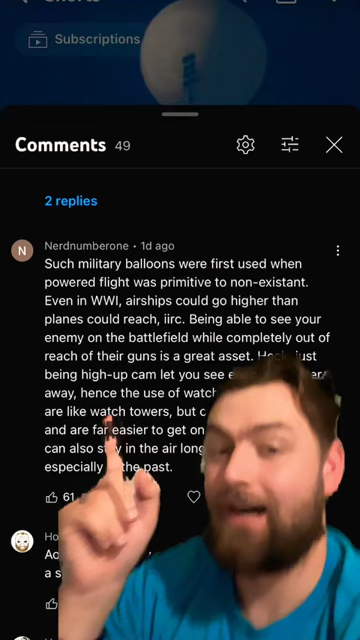 Shorts
Subscriptions
Comments 49
2 replies
N
Nerdnumberone • 1d ago
Such military balloons were first used when
powered flight was primitive to non-existant.
Even in WWI, airships could go higher than
planes could reach, iirc. Being able to see your
enemy on the battlefield while completely out of
reach of their guns is a great asset. just
being high-up cam let you see
away, hence the use of watch
are like watch towers, but
and are far easier to get on
can also stay in the air
especially the past.
61
Ho
a s